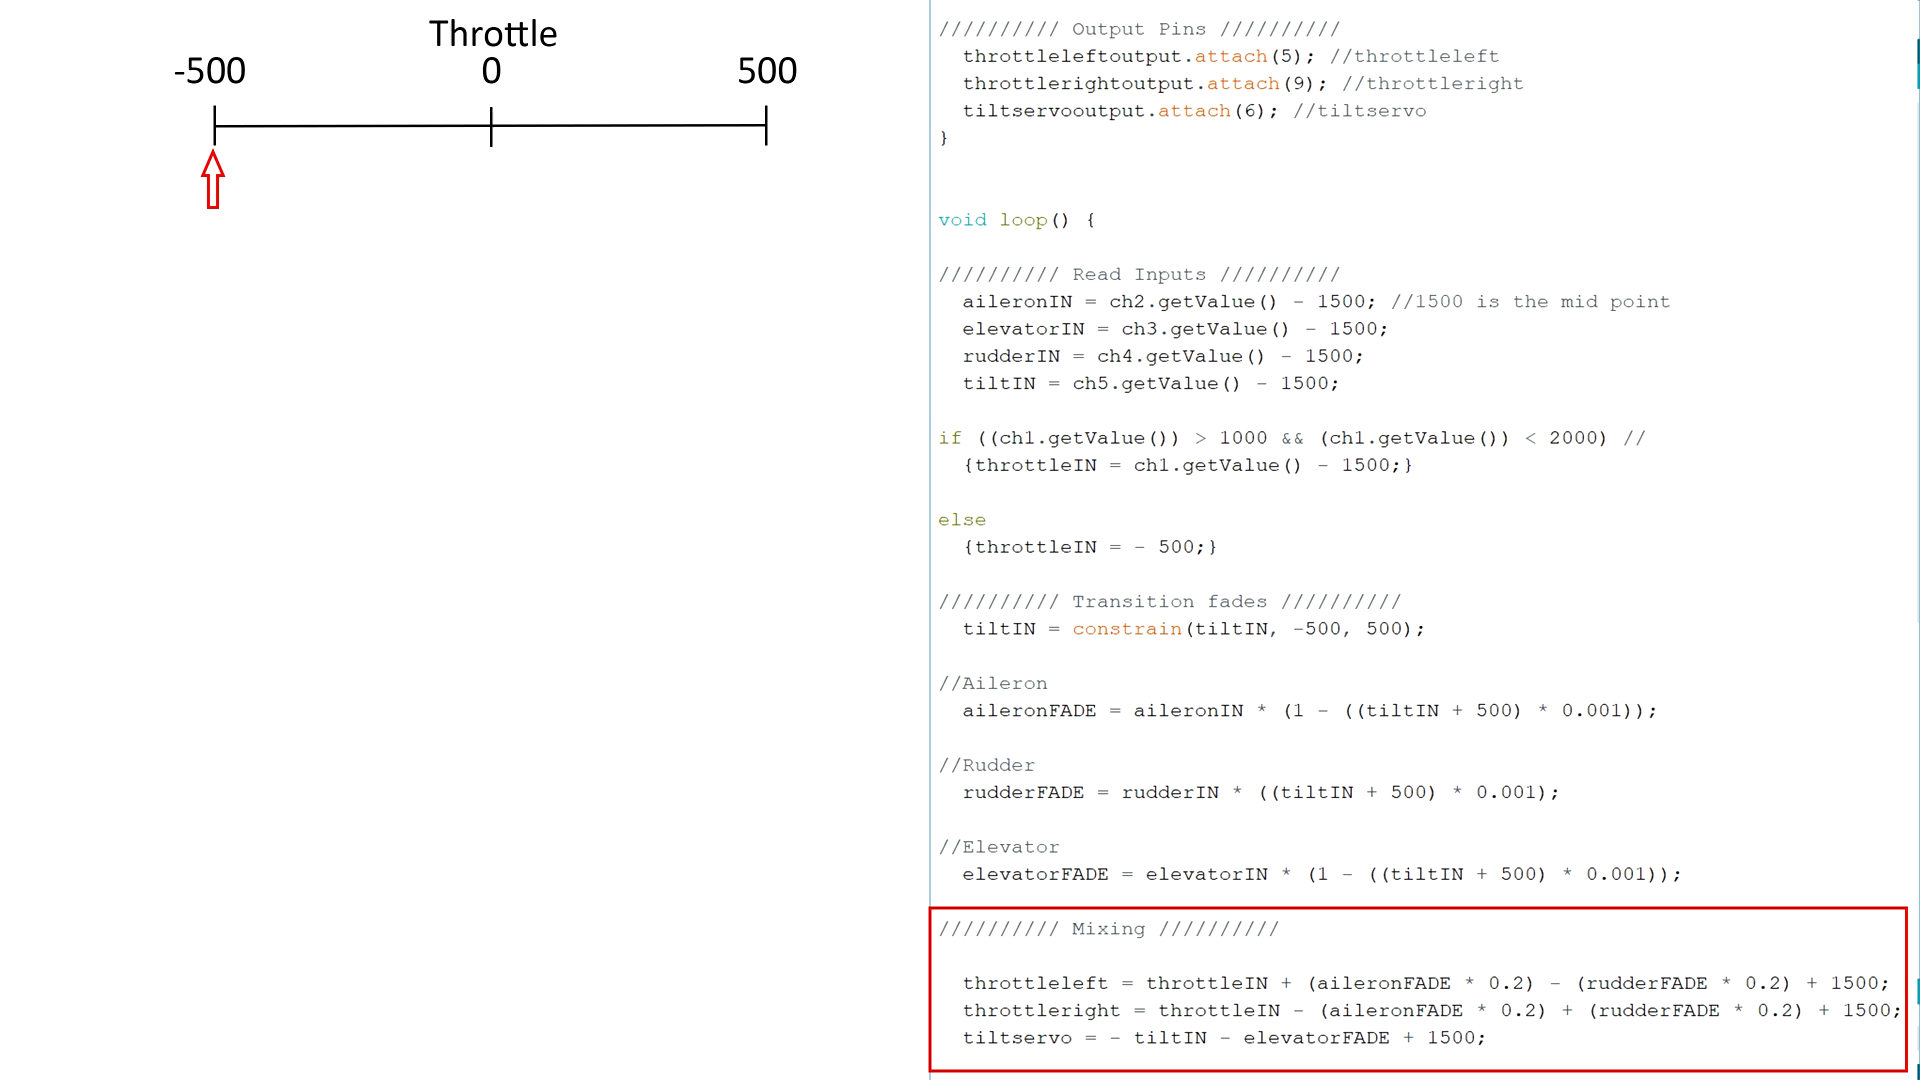 Throttle
-500 0 500
////////// Output Pins //////////
throttleleftoutput.attach(5); //throttleleft
throttlerightoutput.attach(9); //throttleright
tiltservooutput.attach(6); //tiltservo
}
void loop() {
////////// Read Inputs //////////
aileronIN = ch2.getValue() - 1500; //1500 is the mid point
elevatorIN = ch3.getValue() - 1500;
rudderIN = ch4.getValue() - 1500;
tiltIN = ch5.getValue() - 1500;
if ((ch1.getValue()) > 1000 && (ch1.getValue()) < 2000) //
{throttleIN = ch1.getValue() - 1500;}
else
{throttleIN = - 500;}
////////// Transition fades //////////
tiltIN = constrain(tiltIN, -500, 500);
//Aileron
aileronFADE = aileronIN * (1 - ((tiltIN + 500) * 0.001));
//Rudder
rudderFADE = rudderIN * ((tiltIN + 500) * 0.001);
//Elevator
elevatorFADE = elevatorIN * (1 - ((tiltIN + 500) * 0.001));
////////// Mixing //////////
throttleleft = throttleIN + (aileronFADE * 0.2) - (rudderFADE * 0.2) + 1500;
throttleright = throttleIN - (aileronFADE * 0.2) + (rudderFADE * 0.2) + 1500;
tiltservo = - tiltIN - elevatorFADE + 1500;